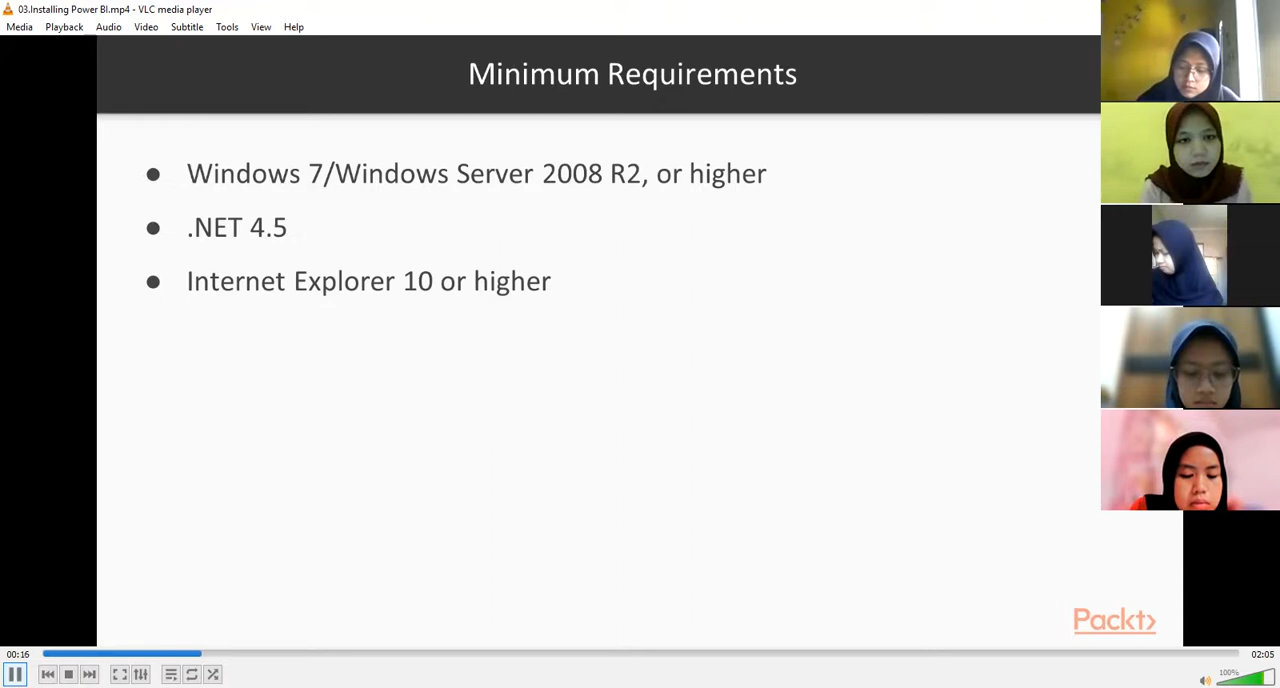 03.Installing Power BI.mp4 - VLC media player
Media Playback Audio Video Subtitle Tools View Help
Minimum Requirements
● Windows 7/Windows Server 2008 R2, or higher
● .NET 4.5
● Internet Explorer 10 or higher
Packt>
00:16
02:05
100%